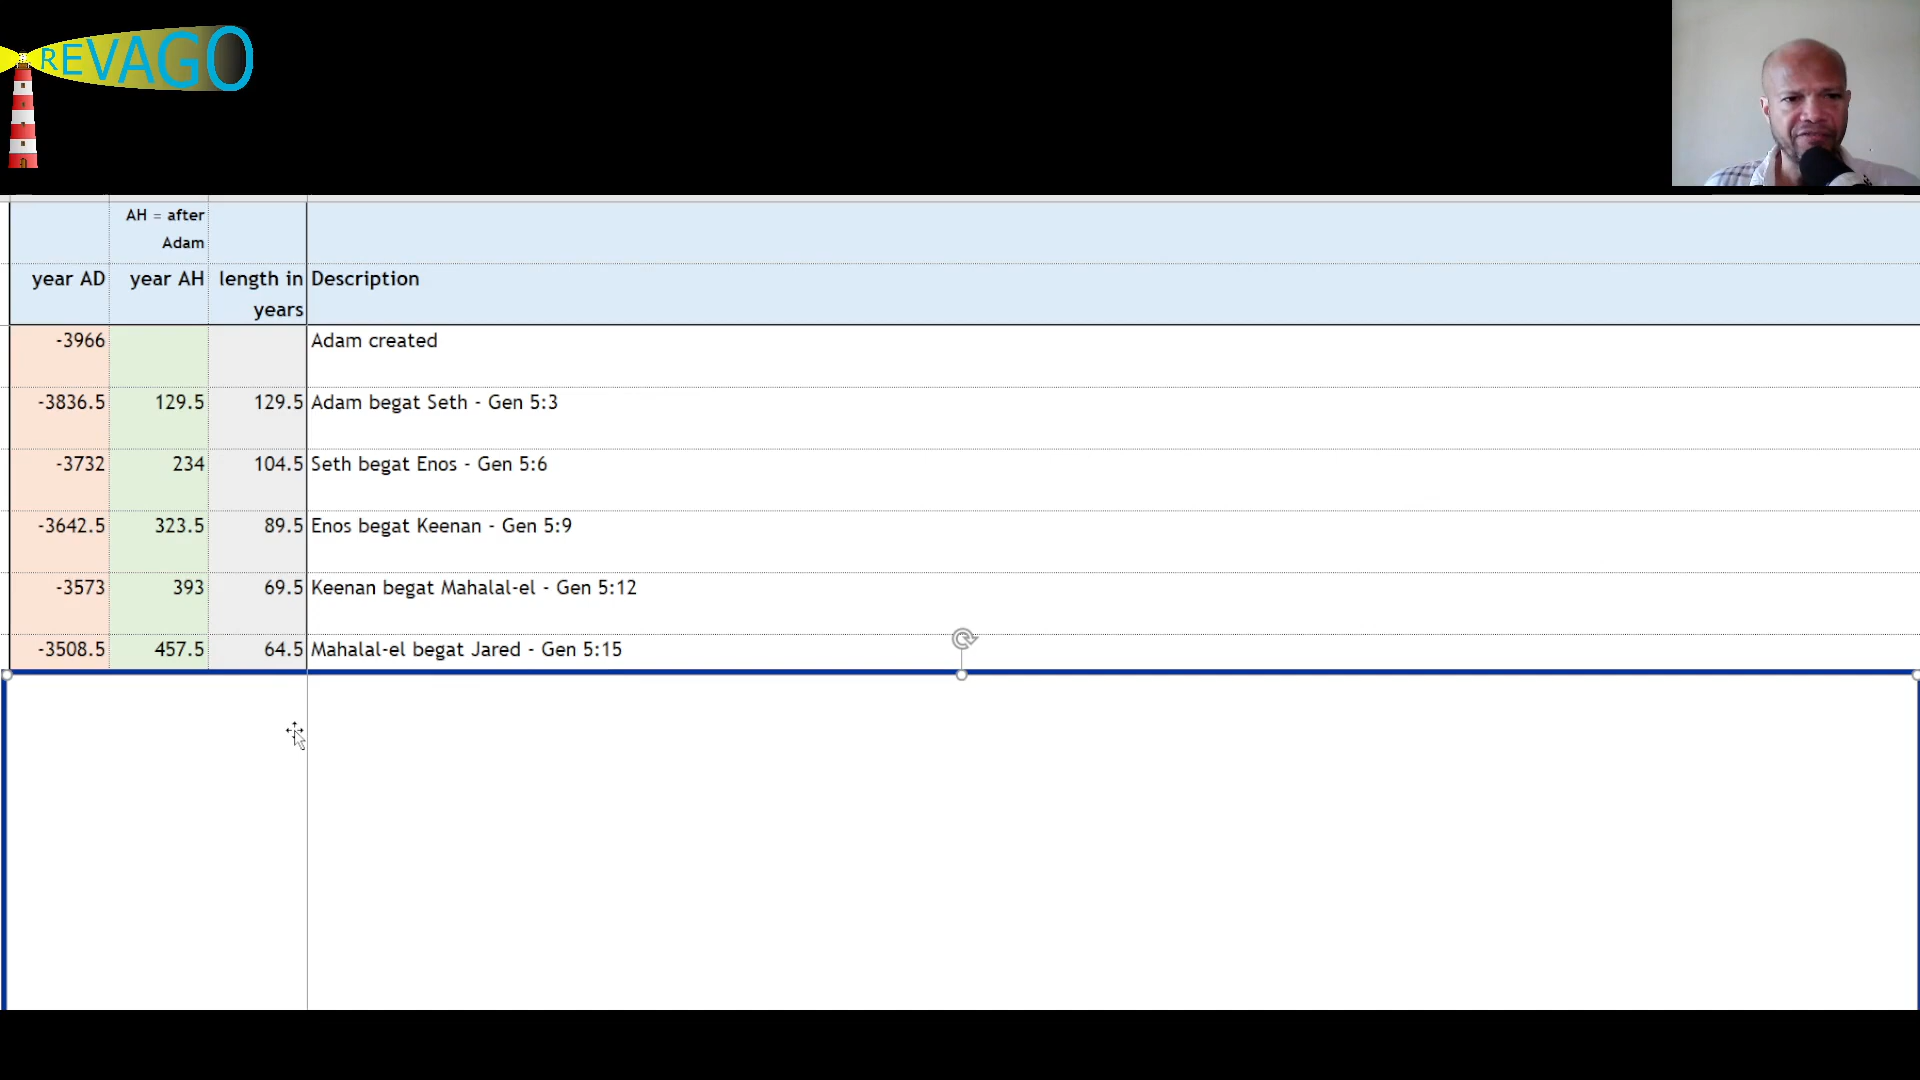 REVAGO
AH = after
Adam
year AD year AH length in Description
years
-3966 Adam created
-3836.5 129.5 129.5 Adam begat Seth - Gen 5:3
-3732 234 104.5 Seth begat Enos - Gen 5:6
-3642.5 323.5 89.5 Enos begat Keenan - Gen 5:9
-3573 393 69.5 Keenan begat Mahalal-el - Gen 5:12
-3508.5 457.5 64.5 Mahalal-el begat Jared - Gen 5:15